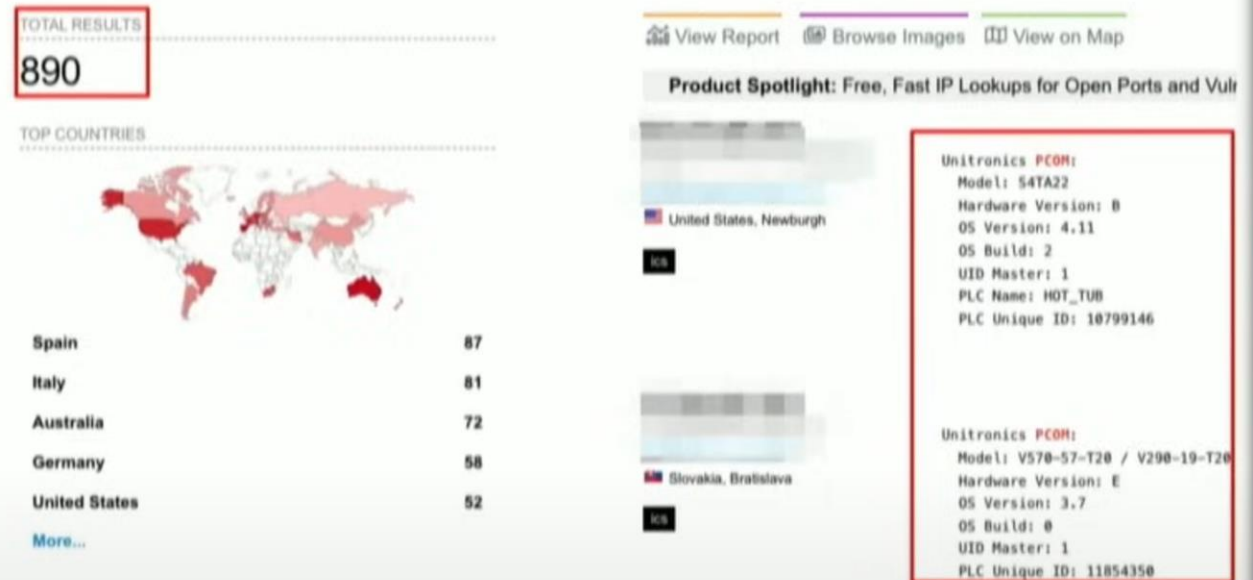 TOTAL RESULTS
890
TOP COUNTRIES
Spain 87
Italy 81
Australia 72
Germany 58
United States 52
More...
View Report
Browse Images
View on Map
Product Spotlight: Free, Fast IP Lookups for Open Ports and Vuln
United States, Newburgh
ics
Unitronics PCOM:
Model: S4TA22
Hardware Version: B
OS Version: 4.11
OS Build: 2
UID Master: 1
PLC Name: HOT_TUB
PLC Unique ID: 10799146
Slovakia, Bratislava
ics
Unitronics PCOM:
Model: V570-57-T20 / V290-19-T20
Hardware Version: E
OS Version: 3.7
OS Build: 0
UID Master: 1
PLC Unique ID: 11854350